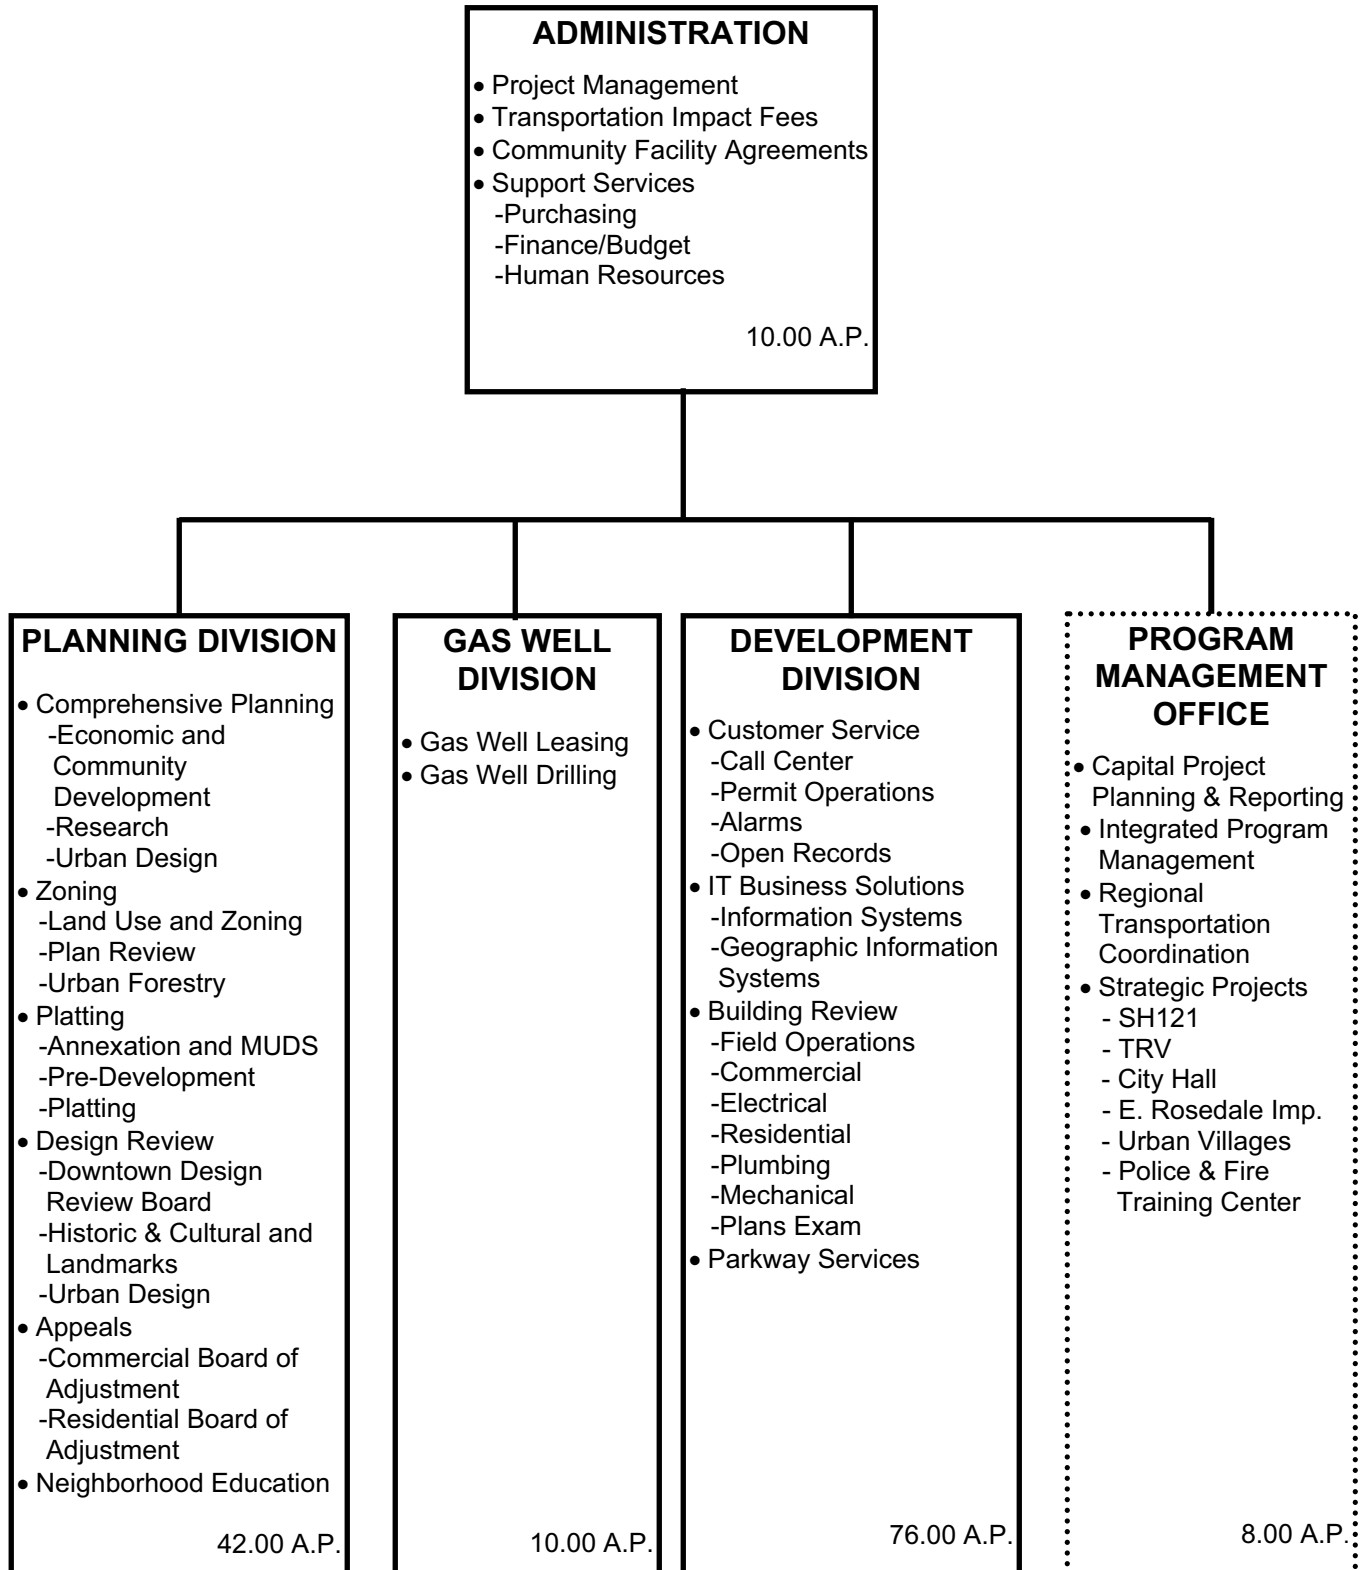 ADMINISTRATION
• Project Management
• Transportation Impact Fees
• Community Facility Agreements
• Support Services
-Purchasing
-Finance/Budget
-Human Resources
10.00 A.P.
PLANNING DIVISION
• Comprehensive Planning
-Economic and
Community
Development
-Research
-Urban Design
• Zoning
-Land Use and Zoning
-Plan Review
-Urban Forestry
• Platting
-Annexation and MUDS
-Pre-Development
-Platting
• Design Review
-Downtown Design
Review Board
-Historic & Cultural and
Landmarks
-Urban Design
• Appeals
-Commercial Board of
Adjustment
-Residential Board of
Adjustment
• Neighborhood Education
42.00 A.P.
GAS WELL
DIVISION
• Gas Well Leasing
• Gas Well Drilling
10.00 A.P.
DEVELOPMENT
DIVISION
• Customer Service
-Call Center
-Permit Operations
-Alarms
-Open Records
• IT Business Solutions
-Information Systems
-Geographic Information
Systems
• Building Review
-Field Operations
-Commercial
-Electrical
-Residential
-Plumbing
-Mechanical
-Plans Exam
• Parkway Services
76.00 A.P.
PROGRAM
MANAGEMENT
OFFICE
• Capital Project
Planning & Reporting
• Integrated Program
Management
• Regional
Transportation
Coordination
• Strategic Projects
- SH121
- TRV
- City Hall
- E. Rosedale Imp.
- Urban Villages
- Police & Fire
Training Center
8.00 A.P.